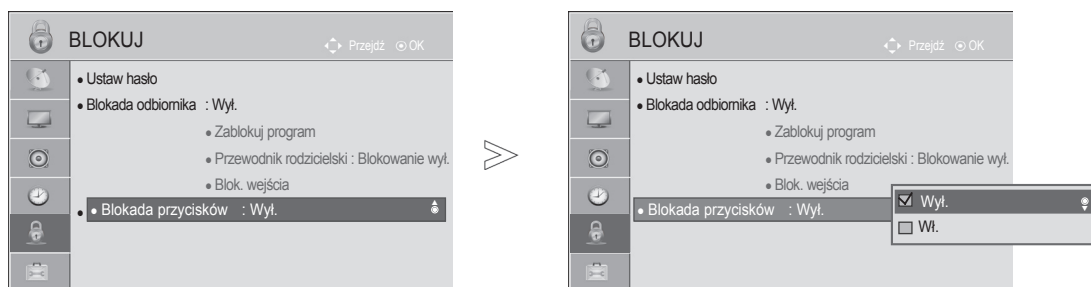 BLOKUJ
Przejdź OK
• Ustaw hasło
• Blokada odbiornika : Wył.
• Zablokuj program
• Przewodnik rodzicielski : Blokowanie wył.
• Blok. wejścia
• • Blokada przycisków : Wył.
BLOKUJ
Przejdź OK
• Ustaw hasło
• Blokada odbiornika : Wył.
• Zablokuj program
• Przewodnik rodzicielski : Blokowanie wył.
• Blok. wejścia
• Blokada przycisków : Wył.
Wył.
Wł.